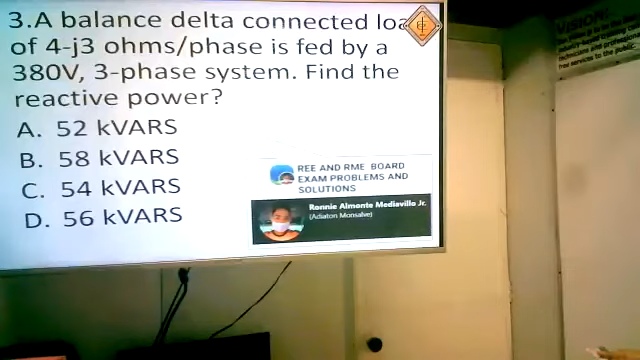 3.A balance delta connected
of 4-j3 ohms/phase is fed by a
380V, 3-phase system. Find the
reactive power?
A. 52 kVARS
B. 58 kVARS
C. 54 kVARS
D. 56 kVARS
REE AND RME BOARD
EXAM PROBLEMS AND
SOLUTIONS
Ronnie Almonte Mediavillo Jr.
(Adiaton Monsalve)
VISION: